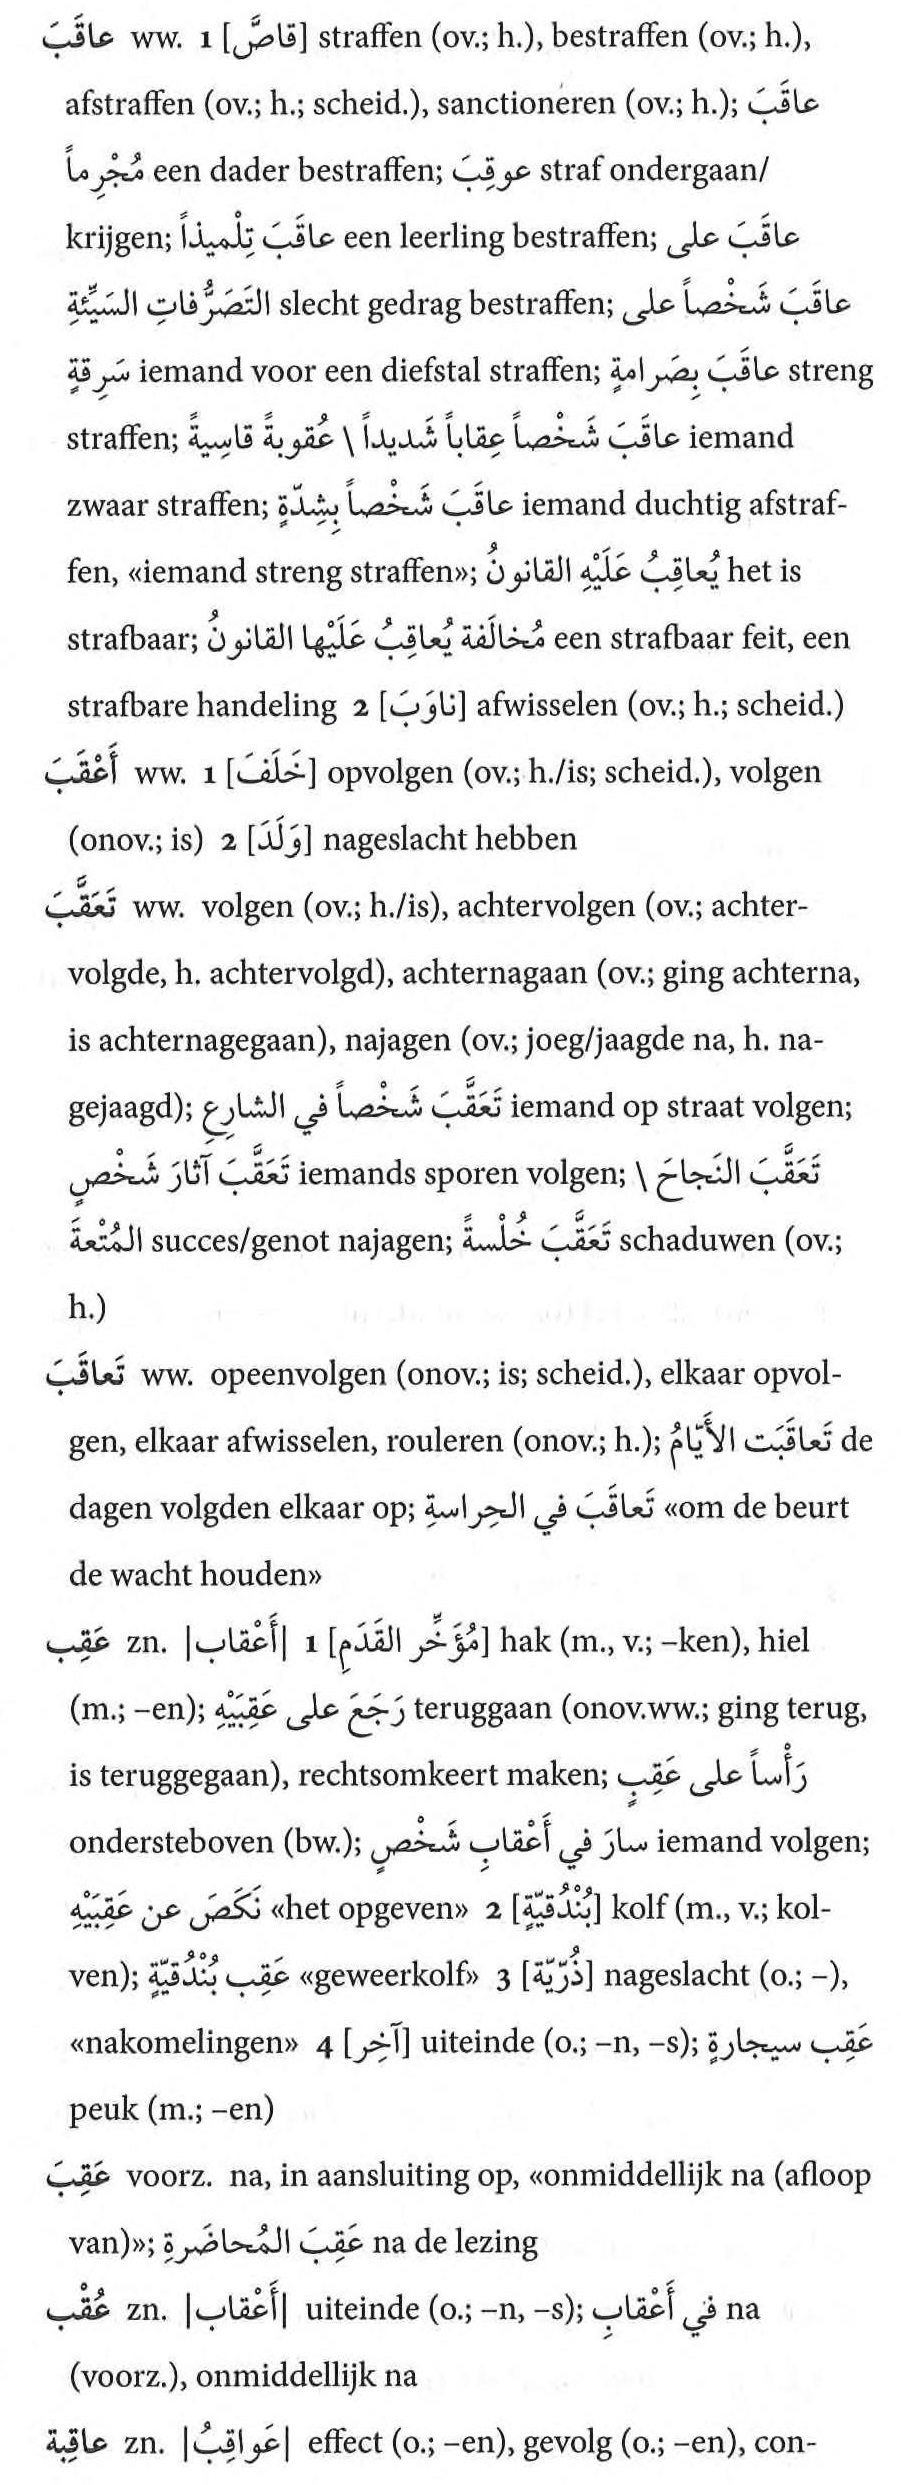 عاقَبَ ww. 1 [قاصَّ] straffen (ov.; h.), bestraffen (ov.; h.),
afstraffen (ov.; h.; scheid.), sanctioneren (ov.; h.); عاقَبَ
مُجْرِماً een dader bestraffen; عوقِبَ straf ondergaan/
krijgen; عاقَبَ تِلْميذاً een leerling bestraffen; عاقَبَ على
التَصَرُّفاتِ السَيِّئةِ slecht gedrag bestraffen; عاقَبَ شَخْصاً على
سَرِقةٍ iemand voor een diefstal straffen; عاقَبَ بِصَرامةٍ streng
straffen; عاقَبَ شَخْصاً عِقاباً شَديداً \ عُقوبةً قاسِيةً iemand
zwaar straffen; عاقَبَ شَخْصاً بِشِدّةٍ iemand duchtig afstraf-
fen, «iemand streng straffen»; يُعاقِبُ عَلَيْهِ القانونُ het is
strafbaar; مُخالَفة يُعاقِبُ عَلَيْها القانونُ een strafbaar feit, een
strafbare handeling 2 [ناوَبَ] afwisselen (ov.; h.; scheid.)
أَعْقَبَ ww. 1 [خَلَفَ] opvolgen (ov.; h./is; scheid.), volgen
(onov.; is) 2 [وَلَدَ] nageslacht hebben
تَعَقَّبَ ww. volgen (ov.; h./is), achtervolgen (ov.; achter-
volgde, h. achtervolgd), achternagaan (ov.; ging achterna,
is achternagegaan), najagen (ov.; joeg/jaagde na, h. na-
gejaagd); تَعَقَّبَ شَخْصاً في الشارِعِ iemand op straat volgen;
تَعَقَّبَ آثارَ شَخْصٍ iemands sporen volgen; تَعَقَّبَ النَجاحَ \
المُتْعةَ succes/genot najagen; تَعَقَّبَ خُلْسةً schaduwen (ov.;
h.)
تَعاقَبَ ww. opeenvolgen (onov.; is; scheid.), elkaar opvol-
gen, elkaar afwisselen, rouleren (onov.; h.); تَعاقَبَت الأَيّامُ de
dagen volgden elkaar op; تَعاقَبَ في الحِراسةِ «om de beurt
de wacht houden»
عَقِب zn. |أَعْقاب| 1 [مُؤَخِّر القَدَمِ] hak (m., v.; –ken), hiel
(m.; –en); رَجَعَ على عَقِبَيْهِ teruggaan (onov.ww.; ging terug,
is teruggegaan), rechtsomkeert maken; رَأْساً على عَقِبٍ
ondersteboven (bw.); سارَ في أَعْقابِ شَخْصٍ iemand volgen;
نَكَصَ عن عَقِبَيْهِ «het opgeven» 2 [بُنْدُقيّةٍ] kolf (m., v.; kol-
ven); عَقِب بُنْدُقيّةٍ «geweerkolf» 3 [ذُرّيّة] nageslacht (o.; –),
«nakomelingen» 4 [آخِر] uiteinde (o.; –n, –s); عَقِب سيجارةٍ
peuk (m.; –en)
عَقِبَ voorz. na, in aansluiting op, «onmiddellijk na (afloop
van)»; عَقِبَ المُحاضَرةِ na de lezing
عُقْب zn. |أَعْقاب| uiteinde (o.; –n, –s); في أَعْقابِ na
(voorz.), onmiddellijk na
عاقِبة zn. |عَواقِبُ| effect (o.; –en), gevolg (o.; –en), con-